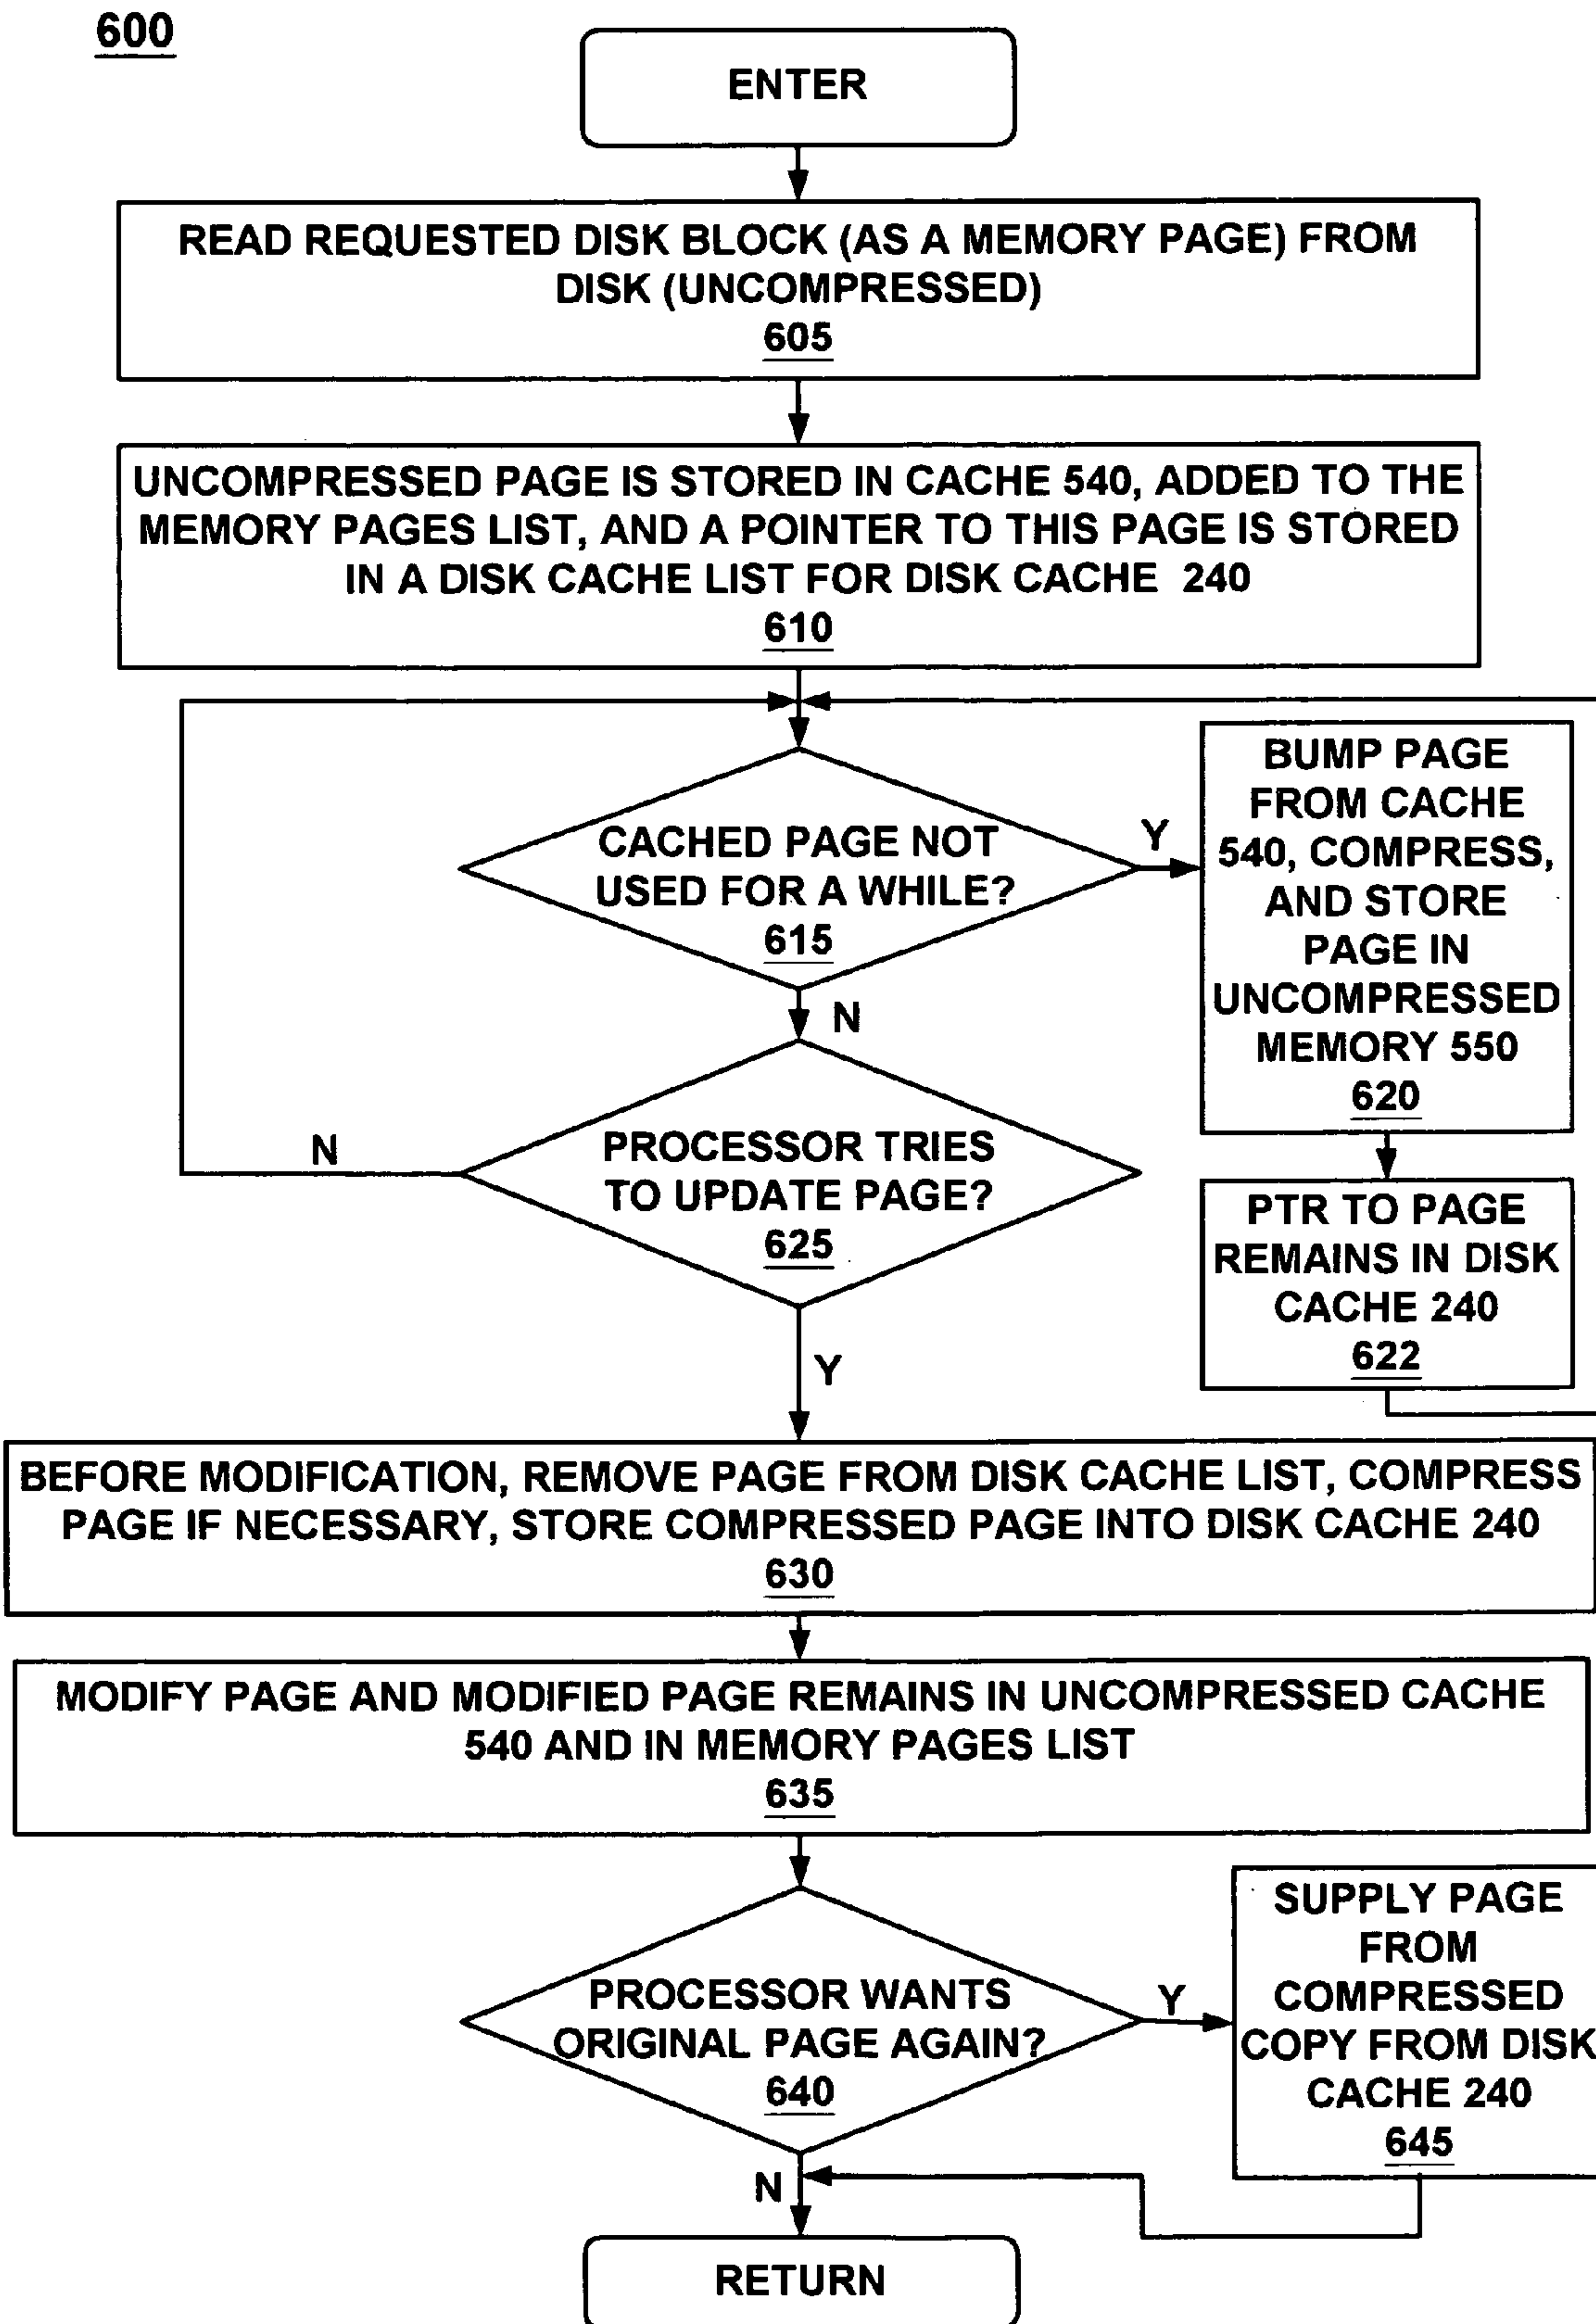 600
ENTER
READ REQUESTED DISK BLOCK (AS A MEMORY PAGE) FROM
DISK (UNCOMPRESSED)
605
UNCOMPRESSED PAGE IS STORED IN CACHE 540, ADDED TO THE
MEMORY PAGES LIST, AND A POINTER TO THIS PAGE IS STORED
IN A DISK CACHE LIST FOR DISK CACHE 240
610
CACHED PAGE NOT
USED FOR A WHILE?
615
Y
N
BUMP PAGE
FROM CACHE
540, COMPRESS,
AND STORE
PAGE IN
UNCOMPRESSED
MEMORY 550
620
PTR TO PAGE
REMAINS IN DISK
CACHE 240
622
PROCESSOR TRIES
TO UPDATE PAGE?
625
N
Y
BEFORE MODIFICATION, REMOVE PAGE FROM DISK CACHE LIST, COMPRESS
PAGE IF NECESSARY, STORE COMPRESSED PAGE INTO DISK CACHE 240
630
MODIFY PAGE AND MODIFIED PAGE REMAINS IN UNCOMPRESSED CACHE
540 AND IN MEMORY PAGES LIST
635
PROCESSOR WANTS
ORIGINAL PAGE AGAIN?
640
Y
N
SUPPLY PAGE
FROM
COMPRESSED
COPY FROM DISK
CACHE 240
645
RETURN